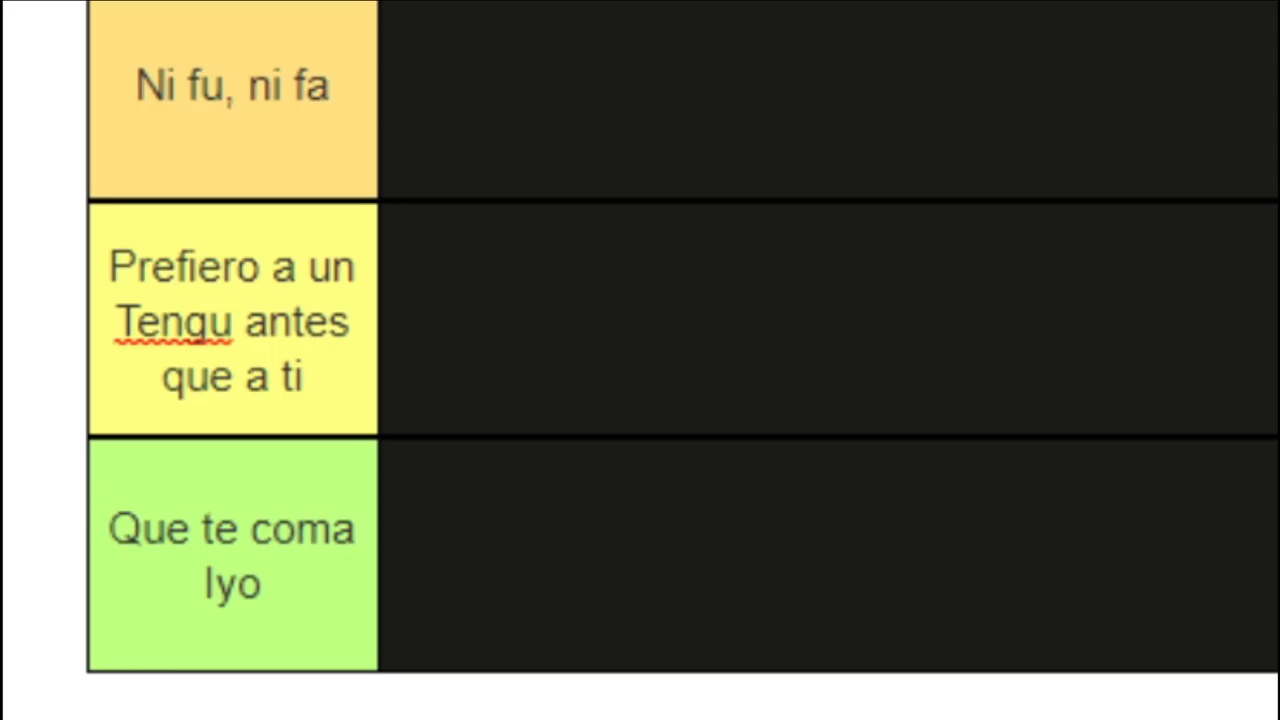 Ni fu, ni fa
Prefiero a un
Tengu antes
que a ti
Que te coma
Iyo